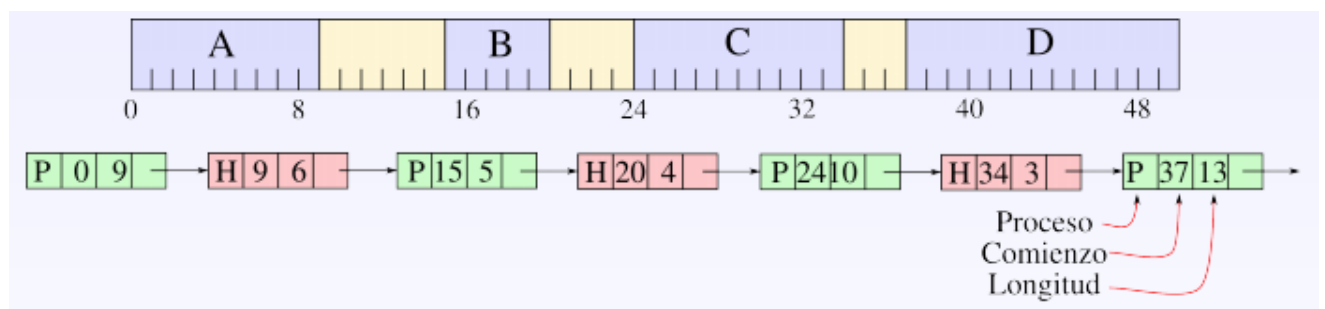 A B C D
0 8 16 24 32 40 48
P 0 9 H 9 6 P 15 5 H 20 4 P 24 10 H 34 3 P 37 13
Proceso
Comienzo
Longitud